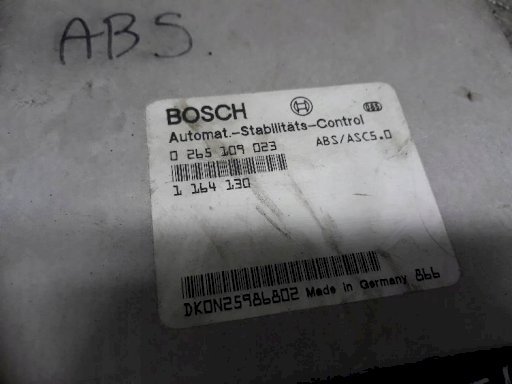 ABS.
BOSCH
Automat.-Stabilitäts-Control
0 265 109 023 ABS/ASC5.0
1 164 130
DK0N25986802 Made in Germany 866